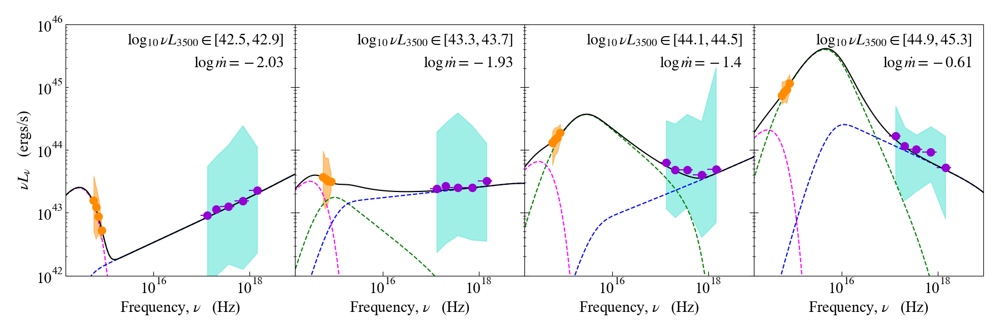 10^46
10^45
10^44
10^43
10^42
νL_ν (ergs/s)
log₁₀ νL₃₅₀₀ ∈ [42.5, 42.9]
log ṁ = −2.03
10^16
10^18
Frequency, ν (Hz)
log₁₀ νL₃₅₀₀ ∈ [43.3, 43.7]
log ṁ = −1.93
10^16
10^18
Frequency, ν (Hz)
log₁₀ νL₃₅₀₀ ∈ [44.1, 44.5]
log ṁ = −1.4
10^16
10^18
Frequency, ν (Hz)
log₁₀ νL₃₅₀₀ ∈ [44.9, 45.3]
log ṁ = −0.61
10^16
10^18
Frequency, ν (Hz)